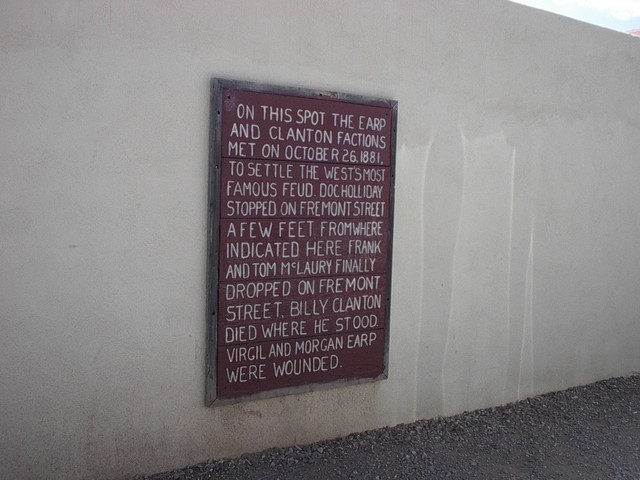 ON THIS SPOT THE EARP
AND CLANTON FACTIONS
MET ON OCTOBER 26, 1881,
TO SETTLE THE WEST'S MOST
FAMOUS FEUD. DOC HOLLIDAY
STOPPED ON FREMONT STREET
A FEW FEET FROM WHERE
INDICATED HERE. FRANK
AND TOM McLAURY FINALLY
DROPPED ON FREMONT
STREET. BILLY CLANTON
DIED WHERE HE STOOD.
VIRGIL AND MORGAN EARP
WERE WOUNDED.